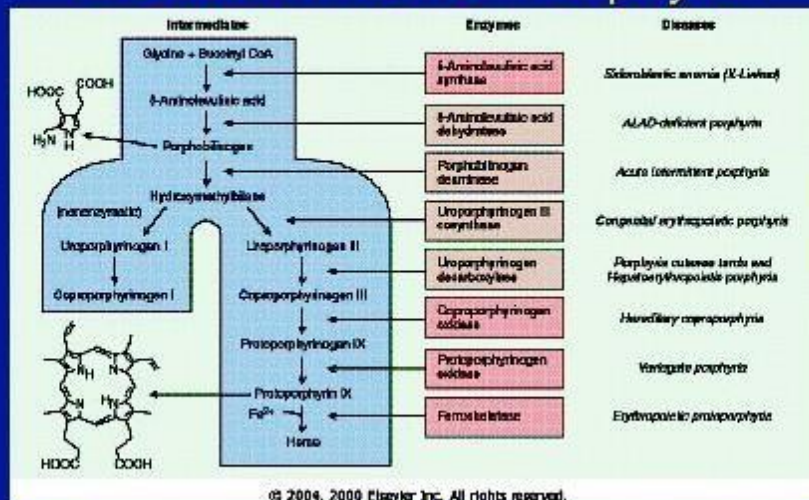 Intermediates
Enzymes
Diseases
Glycine + Succinyl CoA
δ-Aminolevulinic acid
synthase
Sideroblastic anemia (X-Linked)
COOH
HOOC
δ-Aminolevulinic acid
δ-Aminolevulinic acid
dehydratase
ALAD-deficient porphyria
H₂N
N
H
Porphobilinogen
Porphobilinogen
deaminase
Acute intermittent porphyria
Hydroxymethylbilane
(nonenzymatic)
Uroporphyrinogen III
cosynthase
Congenital erythropoietic porphyria
Uroporphyrinogen I
Uroporphyrinogen III
Uroporphyrinogen
decarboxylase
Porphyria cutanea tarda and
Hepatoerythropoietic porphyria
Coproporphyrinogen I
Coproporphyrinogen III
Coproporphyrinogen
oxidase
Hereditary coproporphyria
Protoporphyrinogen IX
Protoporphyrinogen
oxidase
Variegate porphyria
N
H
N
N
HN
Protoporphyrin IX
Fe²⁺
Ferrochelatase
Erythropoietic protoporphyria
Heme
HOOC
COOH
© 2004, 2000 Elsevier Inc. All rights reserved.